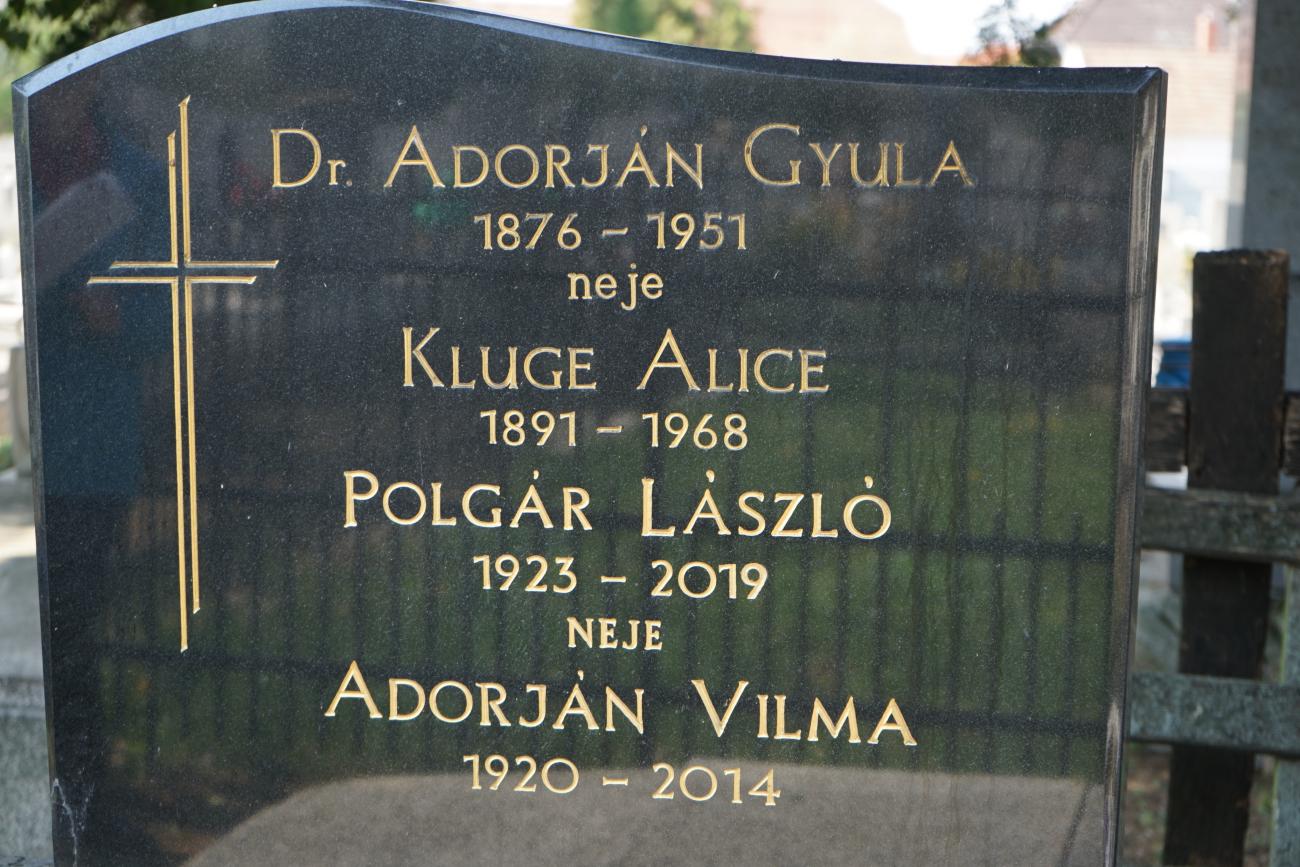 Dr. ADORJÁN GYULA
1876 – 1951
neje
KLUGE ALICE
1891 – 1968
POLGÁR LÁSZLÓ
1923 – 2019
NEJE
ADORJÁN VILMA
1920 – 2014